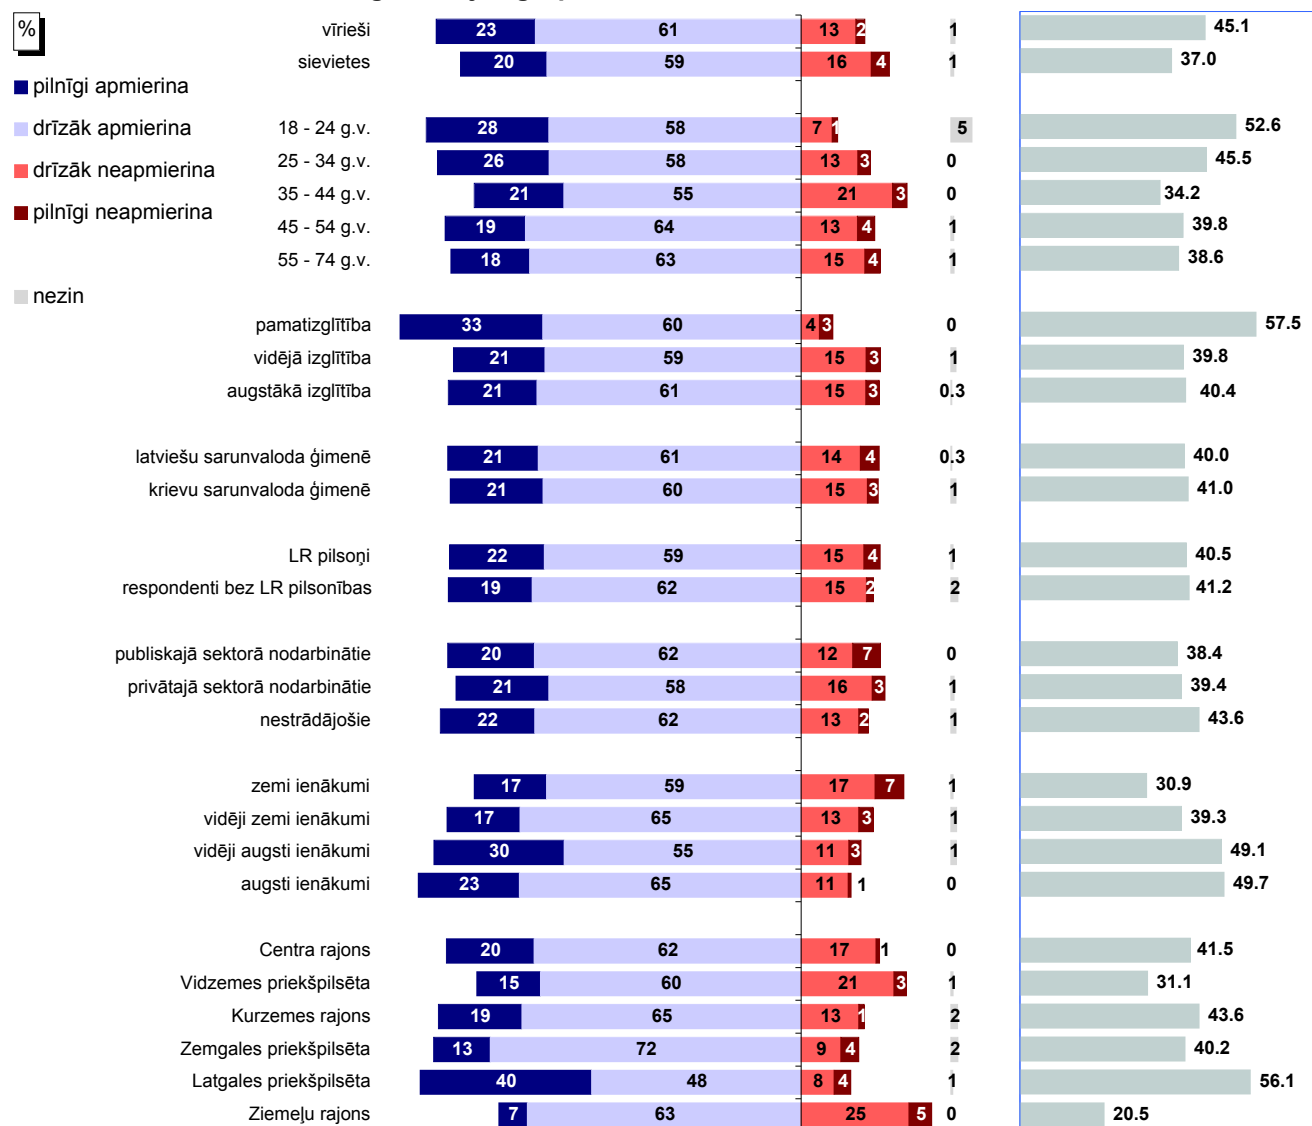 %
pilnīgi apmierina
drīzāk apmierina
drīzāk neapmierina
pilnīgi neapmierina
nezin
vīrieši 23 61 13 2 1 45.1
sievietes 20 59 16 4 1 37.0
18 - 24 g.v. 28 58 7 1 5 52.6
25 - 34 g.v. 26 58 13 3 0 45.5
35 - 44 g.v. 21 55 21 3 0 34.2
45 - 54 g.v. 19 64 13 4 1 39.8
55 - 74 g.v. 18 63 15 4 1 38.6
pamatizglītība 33 60 4 3 0 57.5
vidējā izglītība 21 59 15 3 1 39.8
augstākā izglītība 21 61 15 3 0.3 40.4
latviešu sarunvaloda ģimenē 21 61 14 4 0.3 40.0
krievu sarunvaloda ģimenē 21 60 15 3 1 41.0
LR pilsoņi 22 59 15 4 1 40.5
respondenti bez LR pilsonības 19 62 15 2 2 41.2
publiskajā sektorā nodarbinātie 20 62 12 7 0 38.4
privātajā sektorā nodarbinātie 21 58 16 3 1 39.4
nestrādājošie 22 62 13 2 1 43.6
zemi ienākumi 17 59 17 7 1 30.9
vidēji zemi ienākumi 17 65 13 3 1 39.3
vidēji augsti ienākumi 30 55 11 3 1 49.1
augsti ienākumi 23 65 11 1 0 49.7
Centra rajons 20 62 17 1 0 41.5
Vidzemes priekšpilsēta 15 60 21 3 1 31.1
Kurzemes rajons 19 65 13 1 2 43.6
Zemgales priekšpilsēta 13 72 9 4 2 40.2
Latgales priekšpilsēta 40 48 8 4 1 56.1
Ziemeļu rajons 7 63 25 5 0 20.5